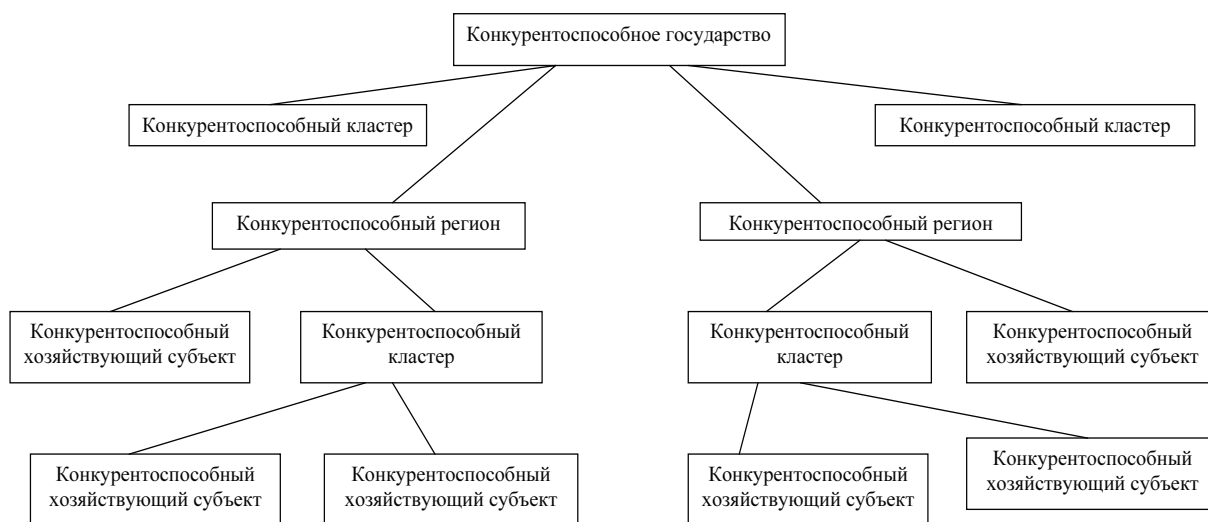 Конкурентоспособное государство
Конкурентоспособный кластер
Конкурентоспособный кластер
Конкурентоспособный регион
Конкурентоспособный регион
Конкурентоспособный
хозяйствующий субъект
Конкурентоспособный
кластер
Конкурентоспособный
кластер
Конкурентоспособный
хозяйствующий субъект
Конкурентоспособный
хозяйствующий субъект
Конкурентоспособный
хозяйствующий субъект
Конкурентоспособный
хозяйствующий субъект
Конкурентоспособный
хозяйствующий субъект